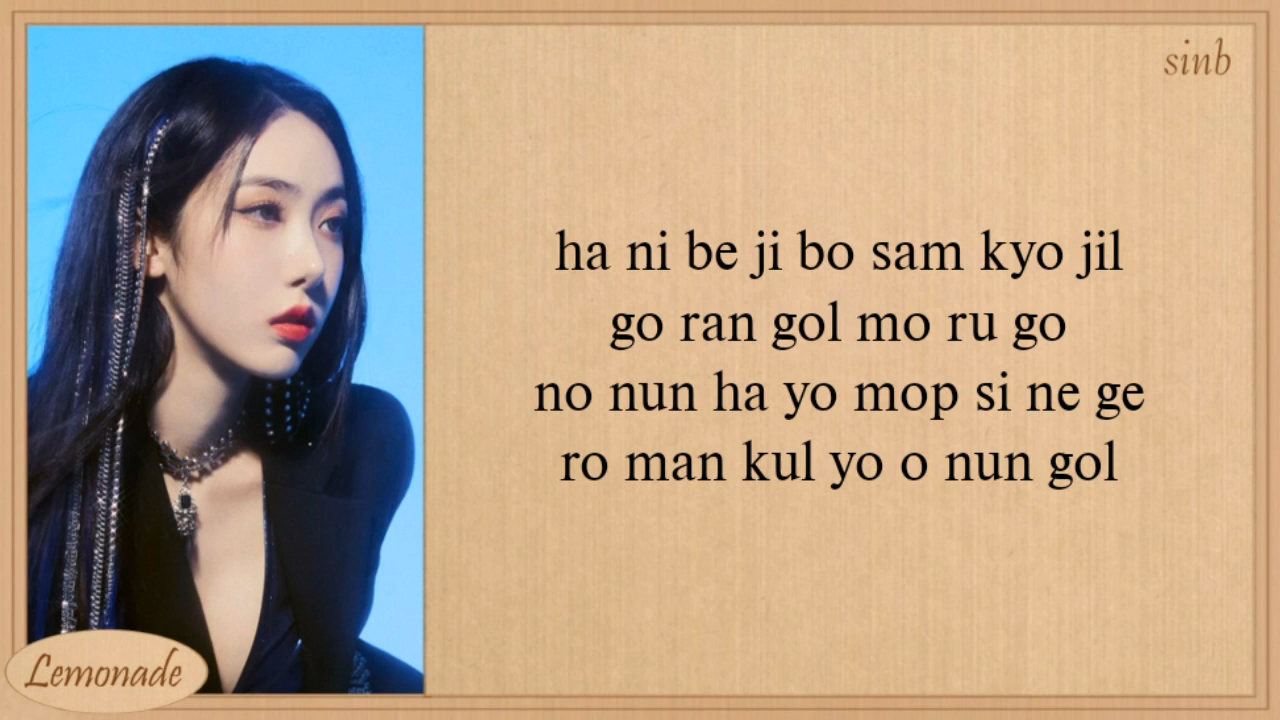 sinb
ha ni be ji bo sam kyo jil
go ran gol mo ru go
no nun ha yo mop si ne ge
ro man kul yo o nun gol
Lemonade